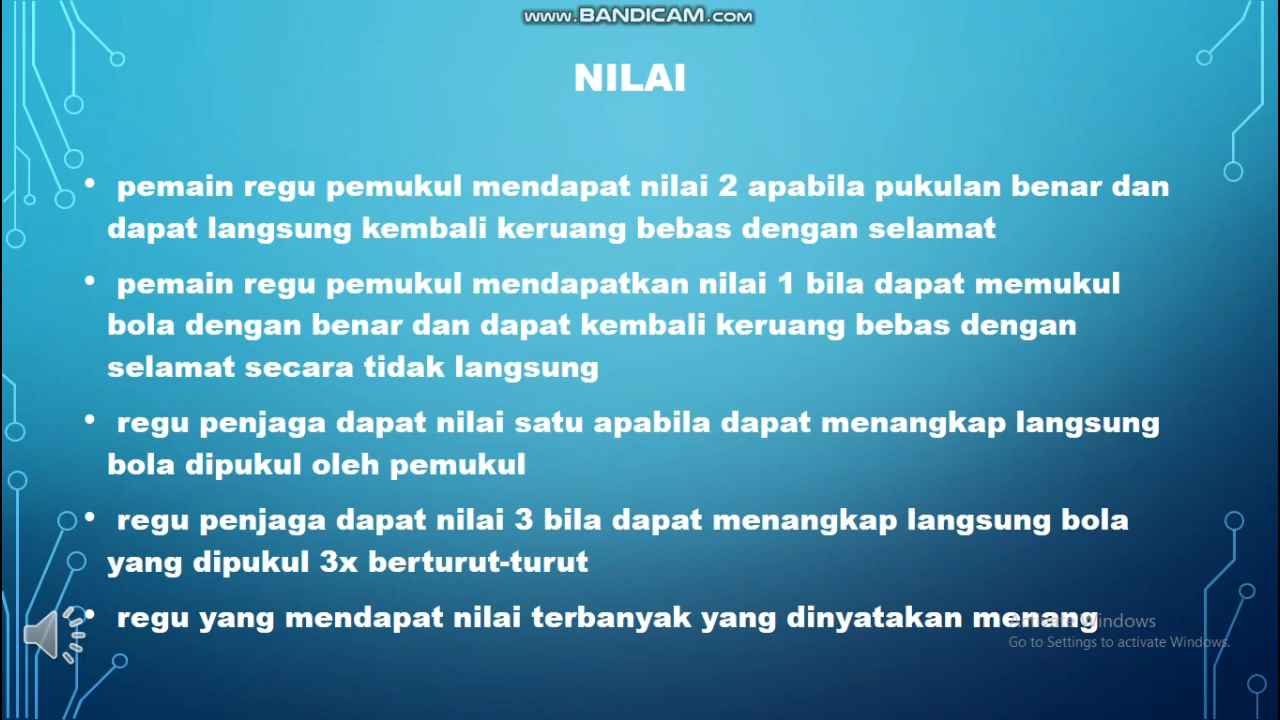 www.BANDICAM.com
NILAI
• pemain regu pemukul mendapat nilai 2 apabila pukulan benar dan
dapat langsung kembali keruang bebas dengan selamat
• pemain regu pemukul mendapatkan nilai 1 bila dapat memukul
bola dengan benar dan dapat kembali keruang bebas dengan
selamat secara tidak langsung
• regu penjaga dapat nilai satu apabila dapat menangkap langsung
bola dipukul oleh pemukul
• regu penjaga dapat nilai 3 bila dapat menangkap langsung bola
yang dipukul 3x berturut-turut
• regu yang mendapat nilai terbanyak yang dinyatakan menang
Activate Windows
Go to Settings to activate Windows.